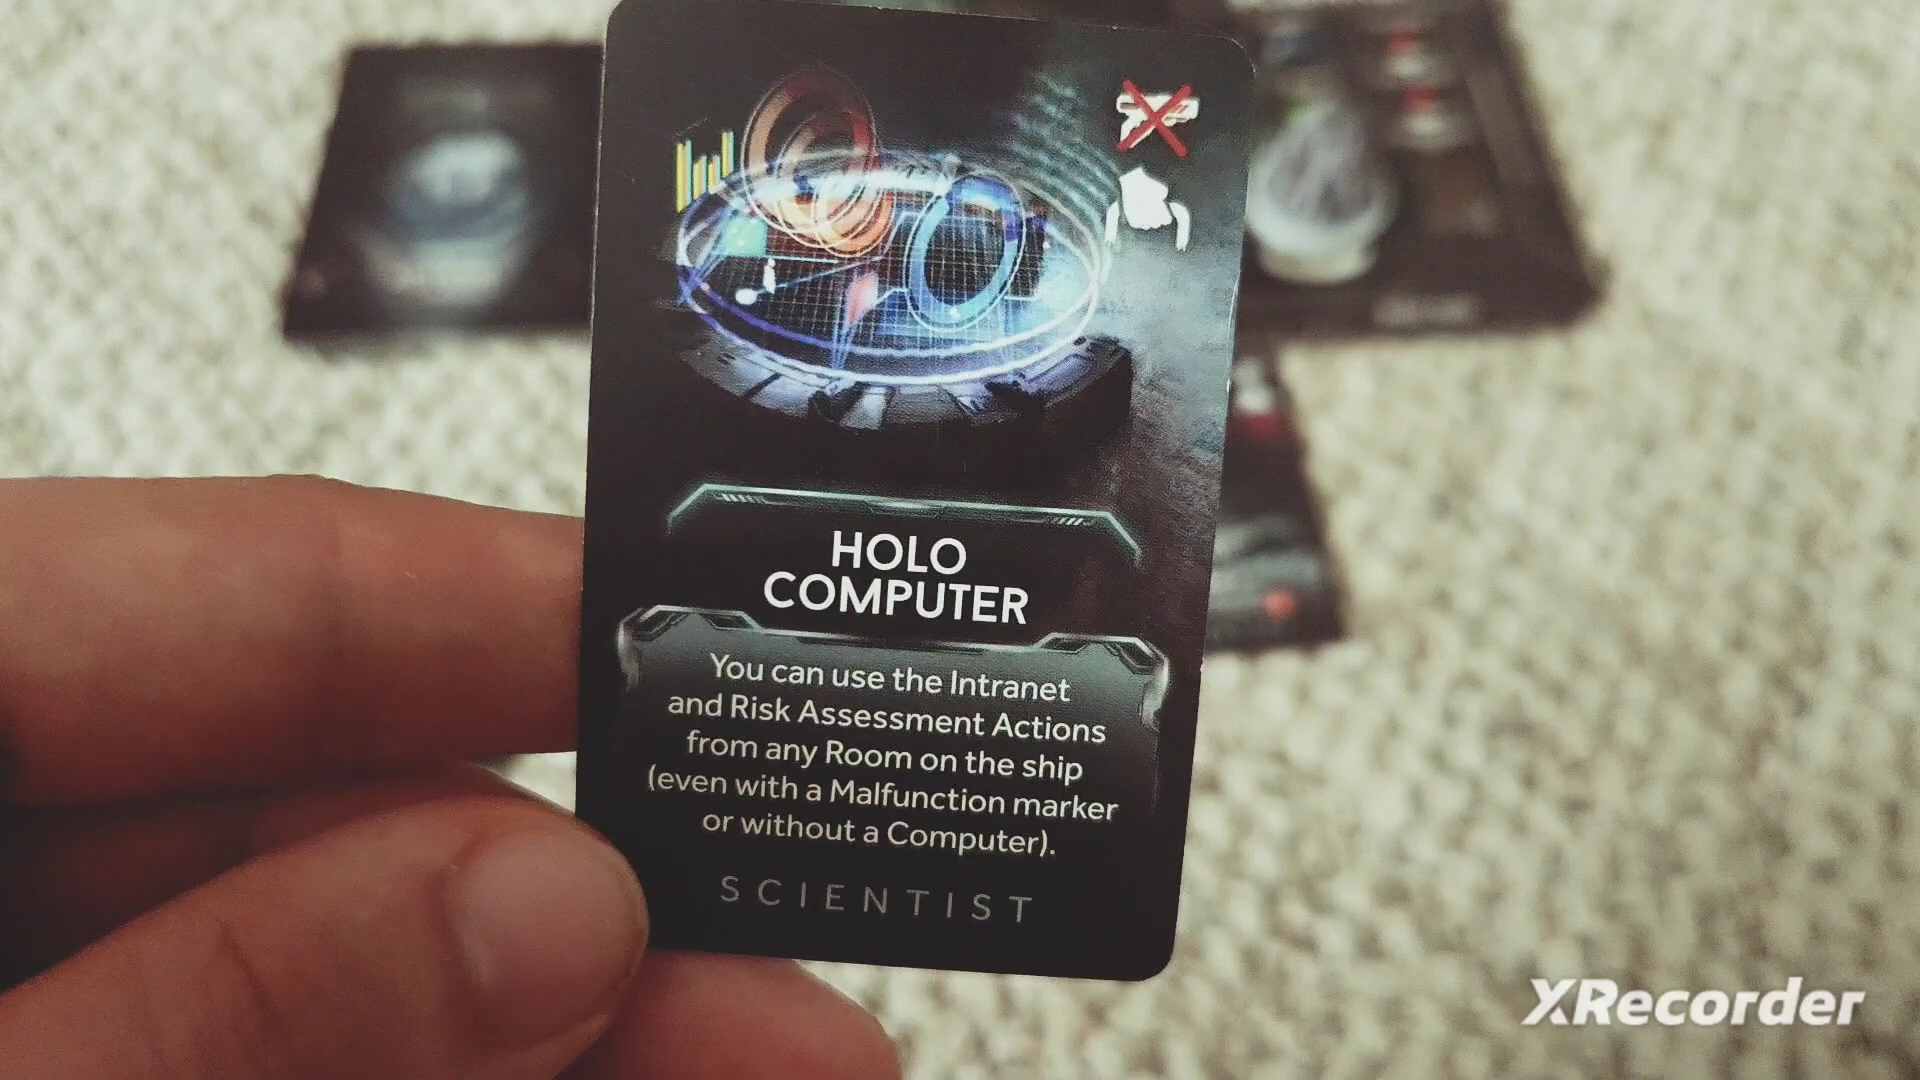 HOLO
COMPUTER
You can use the Intranet
and Risk Assessment Actions
from any Room on the ship
(even with a Malfunction marker
or without a Computer).
SCIENTIST
XRecorder